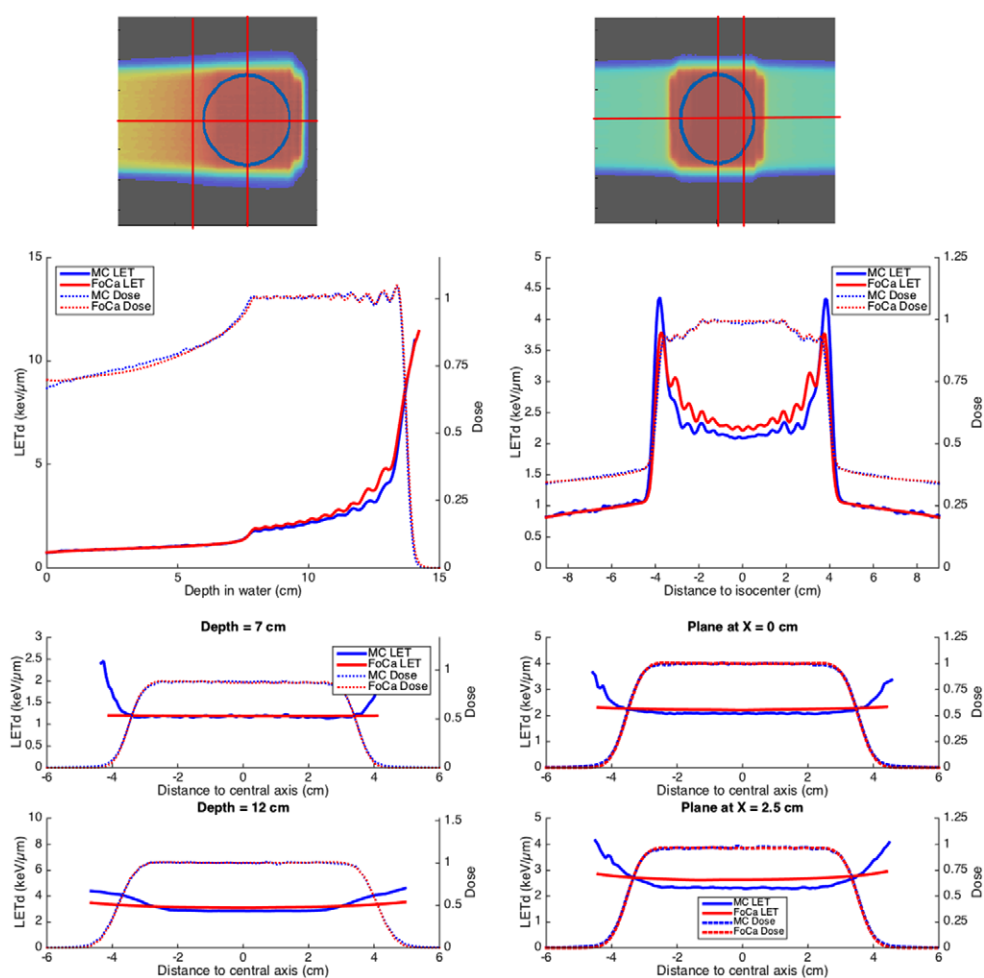 15
10
5
0
LETd (keV/μm)
MC LET
FoCa LET
MC Dose
FoCa Dose
1
0.75
0.5
0.25
0
Dose
0 5 10 15
Depth in water (cm)
5
4.5
4
3.5
3
2.5
2
1.5
1
0.5
0
LETd (keV/μm)
MC LET
FoCa LET
MC Dose
FoCa Dose
1.25
1
0.75
0.5
0.25
0
Dose
-8 -6 -4 -2 0 2 4 6 8
Distance to isocenter (cm)
Depth = 7 cm
3
2.5
2
1.5
1
0.5
0
LETd (keV/μm)
MC LET
FoCa LET
MC Dose
FoCa Dose
1
0.5
0
Dose
-6 -4 -2 0 2 4 6
Distance to central axis (cm)
Plane at X = 0 cm
5
4
3
2
1
0
LETd (keV/μm)
1.25
1
0.75
0.5
0.25
0
Dose
-6 -4 -2 0 2 4 6
Distance to central axis (cm)
Depth = 12 cm
10
8
6
4
2
0
LETd (keV/μm)
1.5
1
0.5
0
Dose
-6 -4 -2 0 2 4 6
Distance to central axis (cm)
Plane at X = 2.5 cm
5
4
3
2
1
0
LETd (keV/μm)
MC LET
FoCa LET
MC Dose
FoCa Dose
1.25
1
0.75
0.5
0.25
0
Dose
-6 -4 -2 0 2 4 6
Distance to central axis (cm)